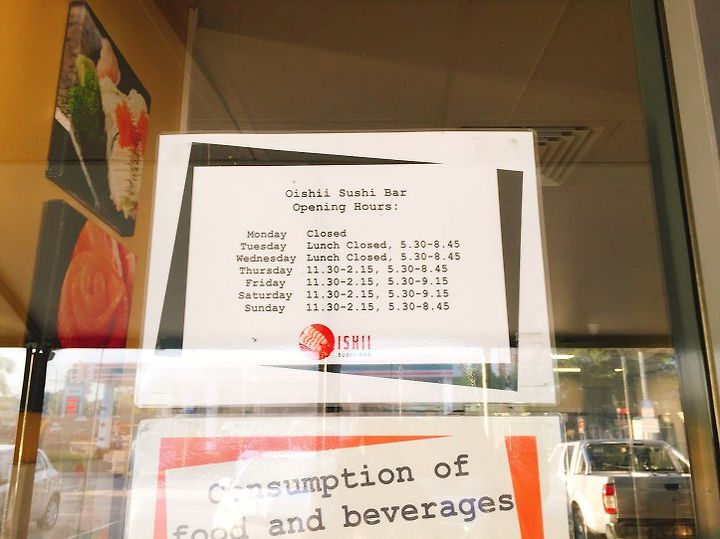 Oishii Sushi Bar
Opening Hours:
Monday Closed
Tuesday Lunch Closed, 5.30-8.45
Wednesday Lunch Closed, 5.30-8.45
Thursday 11.30-2.15, 5.30-8.45
Friday 11.30-2.15, 5.30-9.15
Saturday 11.30-2.15, 5.30-9.15
Sunday 11.30-2.15, 5.30-8.45
OISHII
SUSHI BAR
Consumption of
food and beverages